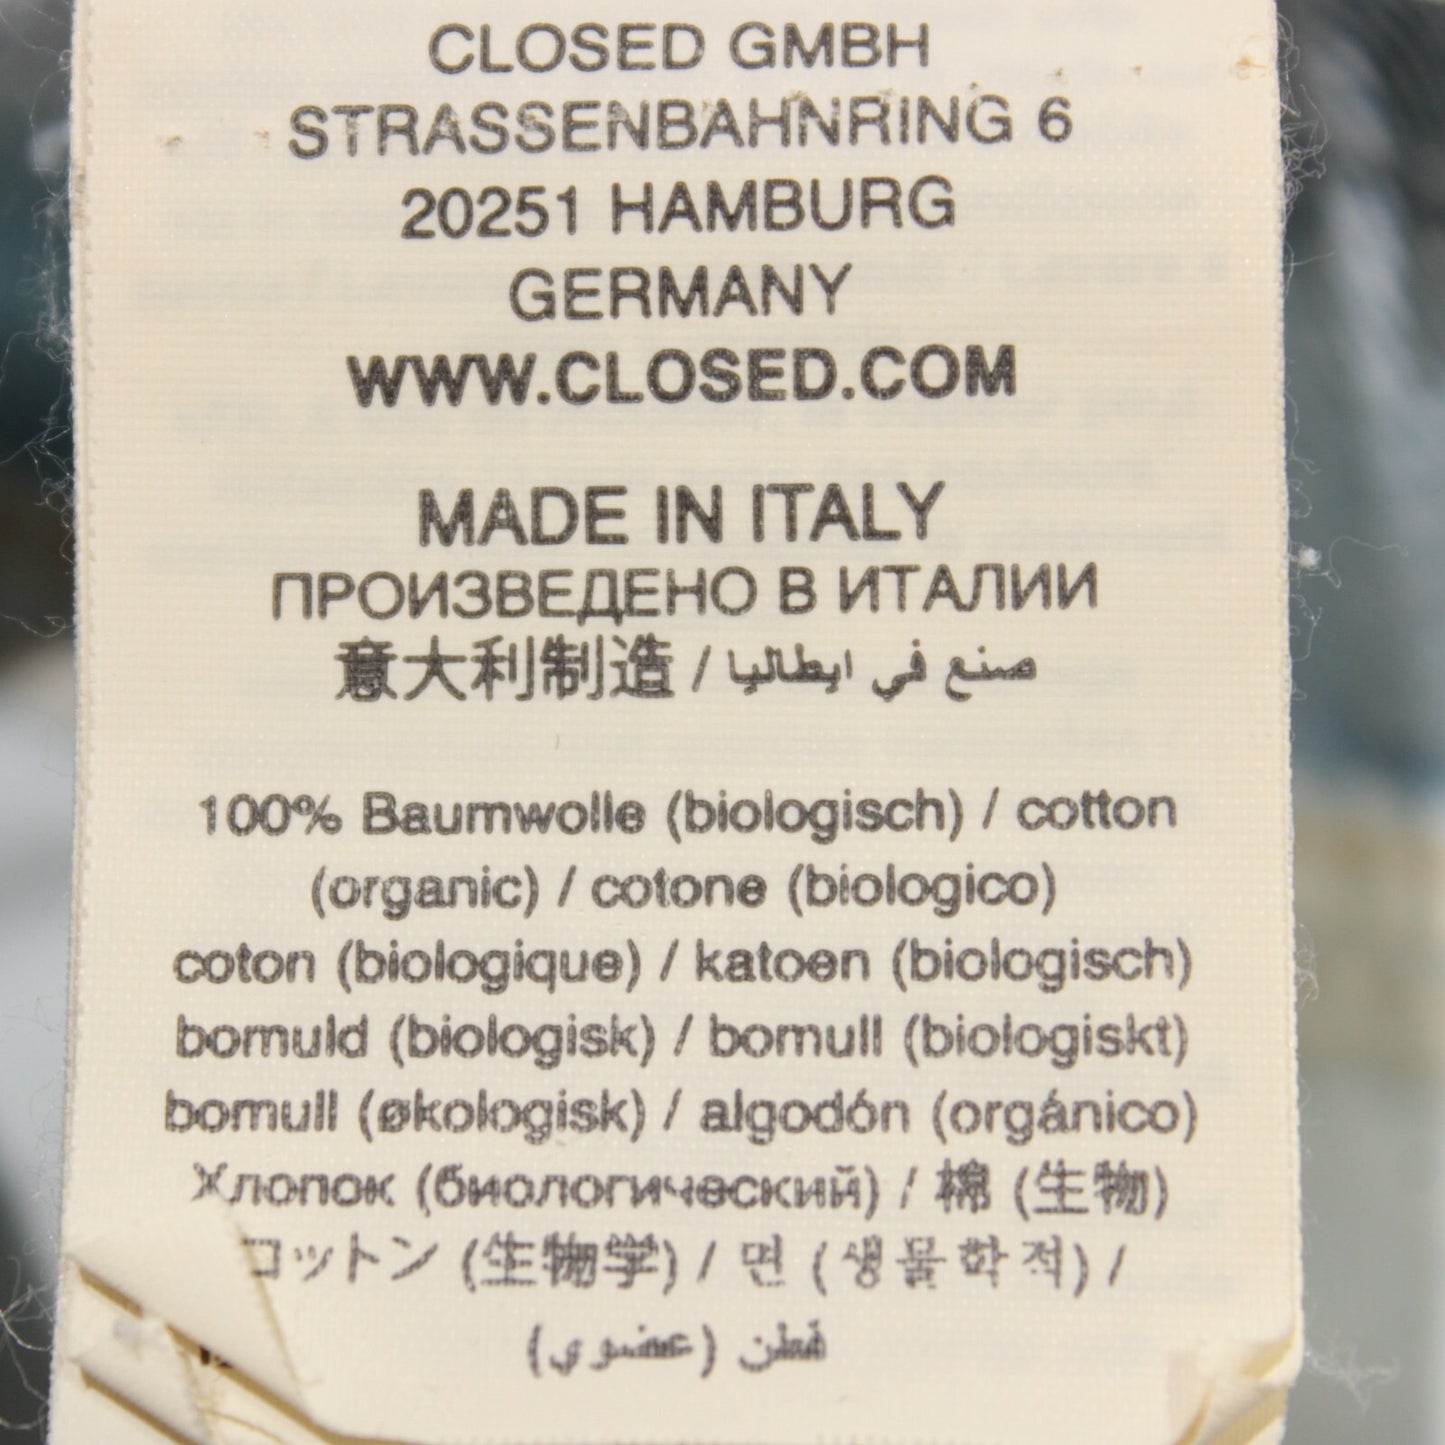 CLOSED GMBH
STRASSENBAHNRING 6
20251 HAMBURG
GERMANY
WWW.CLOSED.COM
MADE IN ITALY
ПРОИЗВЕДЕНО В ИТАЛИИ
意大利制造 / صنع في ايطاليا
100% Baumwolle (biologisch) / cotton
(organic) / cotone (biologico)
coton (biologique) / katoen (biologisch)
bomuld (biologisk) / bomull (biologiskt)
bomull (økologisk) / algodón (orgánico)
Хлопок (биологический) / 棉 (生物)
コットン (生物学) / 면 (생물학적) /
قطن (عضوي)